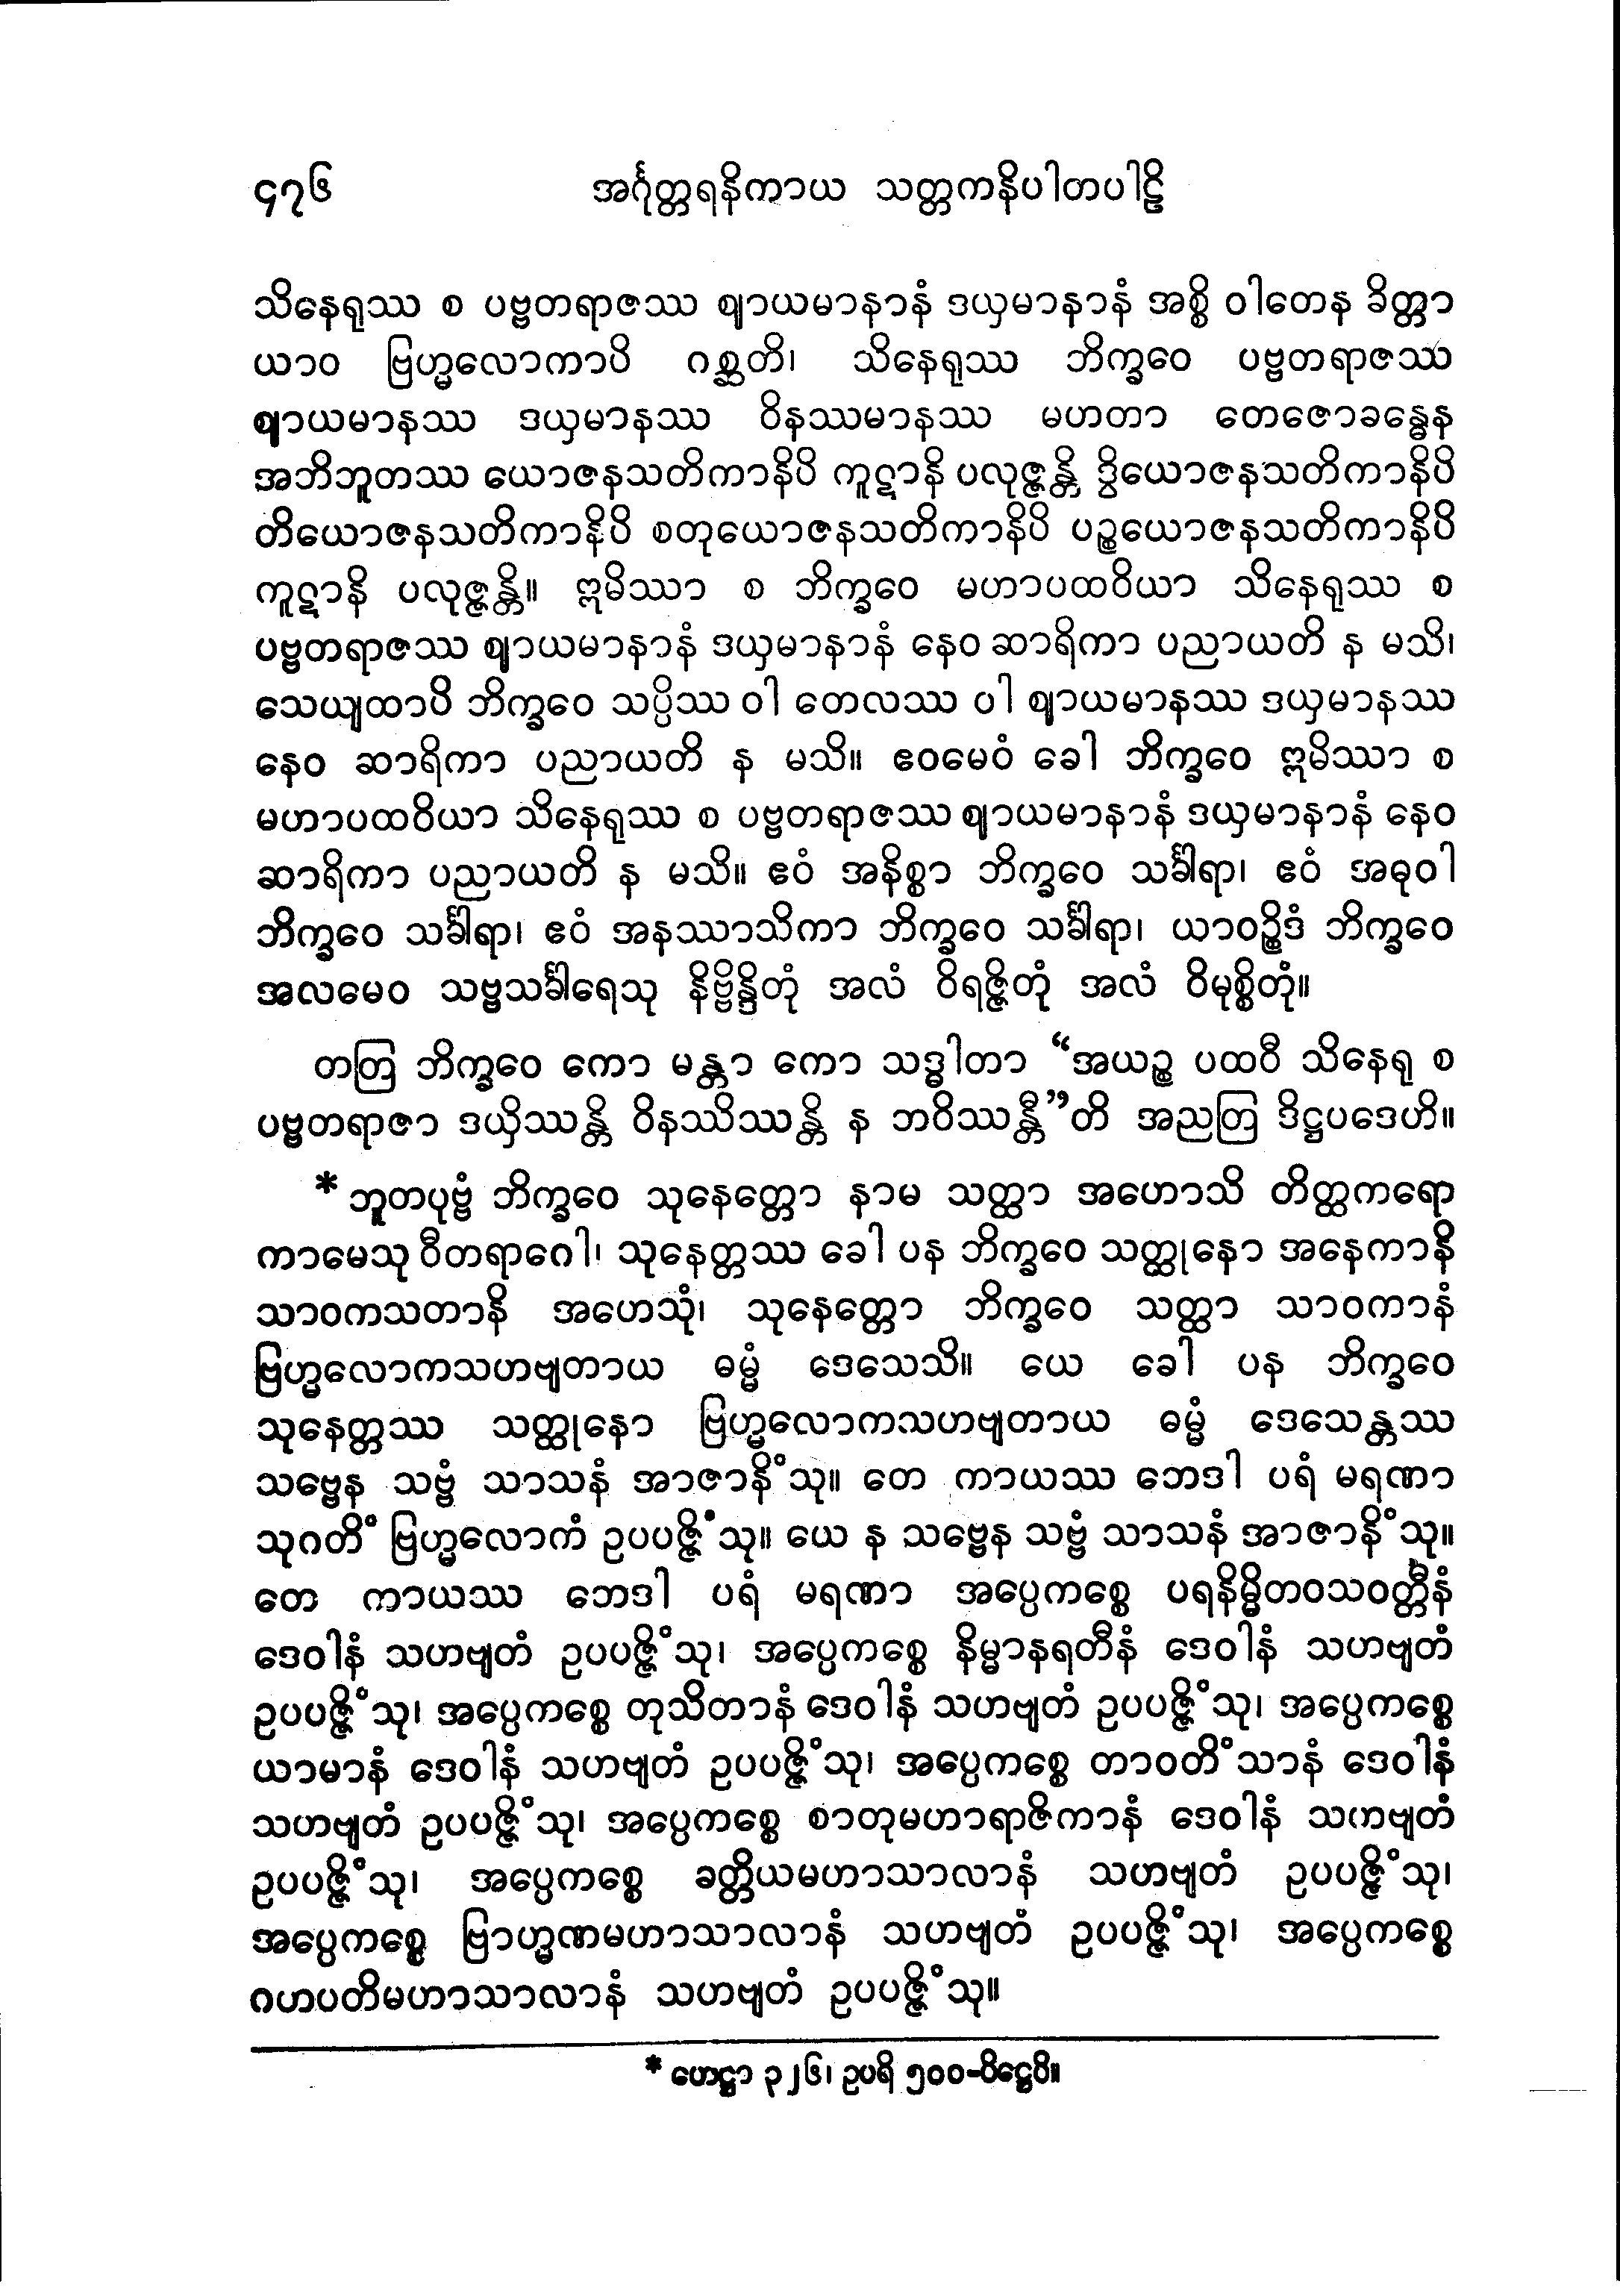 ၄၇၆ အင်္ဂုတ္တရနိကာယ သတ္တကနိပါတပါဠိ
သိနေရုဿ စ ပဗ္ဗတရာဇဿ ဈာယမာနာနံ ဒယှမာနာနံ အစ္စိ ဝါတေန ခိတ္တာ
ယာဝ ဗြဟ္မလောကာပိ ဂစ္ဆတိ၊ သိနေရုဿ ဘိက္ခဝေ ပဗ္ဗတရာဇဿ
ဈာယမာနဿ ဒယှမာနဿ ဝိနဿမာနဿ မဟတာ တေဇောခန္ဓေန
အဘိဘူတဿ ယောဇနသတိကာနိပိ ကူဋာနိ ပလုဇ္ဇန္တိ ဒွိယောဇနသတိကာနိပိ
တိယောဇနသတိကာနိပိ စတုယောဇနသတိကာနိပိ ပဉ္စယောဇနသတိကာနိပိ
ကူဋာနိ ပလုဇ္ဇန္တိ။ ဣမိဿာ စ ဘိက္ခဝေ မဟာပထဝိယာ သိနေရုဿ စ
ပဗ္ဗတရာဇဿ ဈာယမာနာနံ ဒယှမာနာနံ နေဝ ဆာရိကာ ပညာယတိ န မသိ၊
သေယျထာပိ ဘိက္ခဝေ သပ္ပိဿ ဝါ တေလဿ ဝါ ဈာယမာနဿ ဒယှမာနဿ
နေဝ ဆာရိကာ ပညာယတိ န မသိ။ ဧဝမေဝံ ခေါ ဘိက္ခဝေ ဣမိဿာ စ
မဟာပထဝိယာ သိနေရုဿ စ ပဗ္ဗတရာဇဿ ဈာယမာနာနံ ဒယှမာနာနံ နေဝ
ဆာရိကာ ပညာယတိ န မသိ။ ဧဝံ အနိစ္စာ ဘိက္ခဝေ သင်္ခါရာ၊ ဧဝံ အဓုဝါ
ဘိက္ခဝေ သင်္ခါရာ၊ ဧဝံ အနဿာသိကာ ဘိက္ခဝေ သင်္ခါရာ၊ ယာဝဉ္စိဒံ ဘိက္ခဝေ
အလမေဝ သဗ္ဗသင်္ခါရေသု နိဗ္ဗိန္ဒိတုံ အလံ ဝိရဇ္ဇိတုံ အလံ ဝိမုစ္စိတုံ။
တတြ ဘိက္ခဝေ ကော မန္တာ ကော သဒ္ဓါတာ “အယဉ္စ ပထဝီ သိနေရု စ
ပဗ္ဗတရာဇာ ဒယှိဿန္တိ ဝိနဿိဿန္တိ န ဘဝိဿန္တီ”တိ အညတြ ဒိဋ္ဌပဒေဟိ။
* ဘူတပုဗ္ဗံ ဘိက္ခဝေ သုနေတ္တော နာမ သတ္ထာ အဟောသိ တိတ္ထကရော
ကာမေသု ဝီတရာဂေါ၊ သုနေတ္တဿ ခေါ ပန ဘိက္ခဝေ သတ္ထုနော အနေကာနိ
သာဝကသတာနိ အဟေသုံ၊ သုနေတ္တော ဘိက္ခဝေ သတ္ထာ သာဝကာနံ
ဗြဟ္မလောကသဟဗျတာယ ဓမ္မံ ဒေသေသိ။ ယေ ခေါ ပန ဘိက္ခဝေ
သုနေတ္တဿ သတ္ထုနော ဗြဟ္မလောကသဟဗျတာယ ဓမ္မံ ဒေသေန္တဿ
သဗ္ဗေန သဗ္ဗံ သာသနံ အာဇာနိံသု။ တေ ကာယဿ ဘေဒါ ပရံ မရဏာ
သုဂတိံ ဗြဟ္မလောကံ ဥပပဇ္ဇိံသု။ ယေ န သဗ္ဗေန သဗ္ဗံ သာသနံ အာဇာနိံသု။
တေ ကာယဿ ဘေဒါ ပရံ မရဏာ အပ္ပေကစ္စေ ပရနိမ္မိတဝသဝတ္တီနံ
ဒေဝါနံ သဟဗျတံ ဥပပဇ္ဇိံသု၊ အပ္ပေကစ္စေ နိမ္မာနရတီနံ ဒေဝါနံ သဟဗျတံ
ဥပပဇ္ဇိံသု၊ အပ္ပေကစ္စေ တုသိတာနံ ဒေဝါနံ သဟဗျတံ ဥပပဇ္ဇိံသု၊ အပ္ပေကစ္စေ
ယာမာနံ ဒေဝါနံ သဟဗျတံ ဥပပဇ္ဇိံသု၊ အပ္ပေကစ္စေ တာဝတိံသာနံ ဒေဝါနံ
သဟဗျတံ ဥပပဇ္ဇိံသု၊ အပ္ပေကစ္စေ စာတုမဟာရာဇိကာနံ ဒေဝါနံ သဟဗျတံ
ဥပပဇ္ဇိံသု၊ အပ္ပေကစ္စေ ခတ္တိယမဟာသာလာနံ သဟဗျတံ ဥပပဇ္ဇိံသု၊
အပ္ပေကစ္စေ ဗြာဟ္မဏမဟာသာလာနံ သဟဗျတံ ဥပပဇ္ဇိံသု၊ အပ္ပေကစ္စေ
ဂဟပတိမဟာသာလာနံ သဟဗျတံ ဥပပဇ္ဇိံသု။
* ဟေဋ္ဌာ ၃၂၆၊ ဥပရိ ၅၀၀-ပိဋ္ဌေပိ။